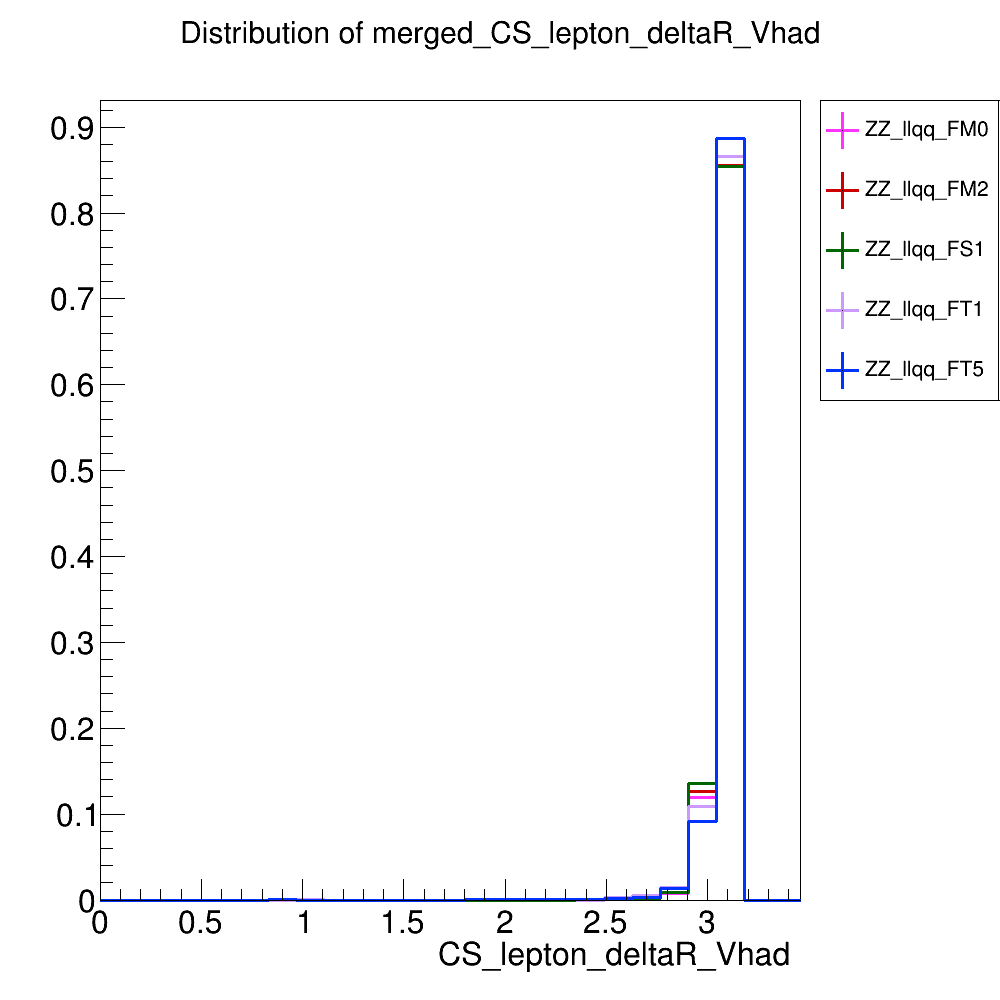 Distribution of merged_CS_lepton_deltaR_Vhad
0.9
0.8
0.7
0.6
0.5
0.4
0.3
0.2
0.1
0
0 0.5 1 1.5 2 2.5 3
CS_lepton_deltaR_Vhad
ZZ_llqq_FM0
ZZ_llqq_FM2
ZZ_llqq_FS1
ZZ_llqq_FT1
ZZ_llqq_FT5